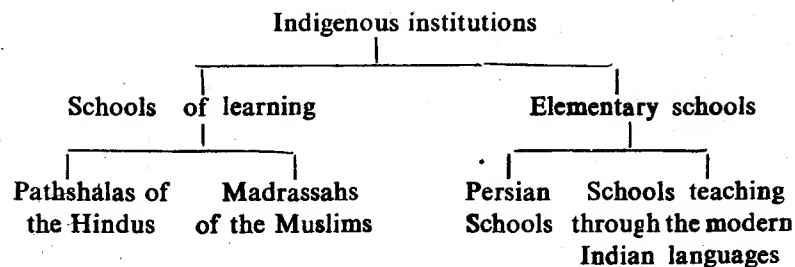 Indigenous institutions
Schools of learning
Elementary schools
Pathshalas of
the Hindus
Madrassahs
of the Muslims
Persian
Schools
Schools teaching
through the modern
Indian languages